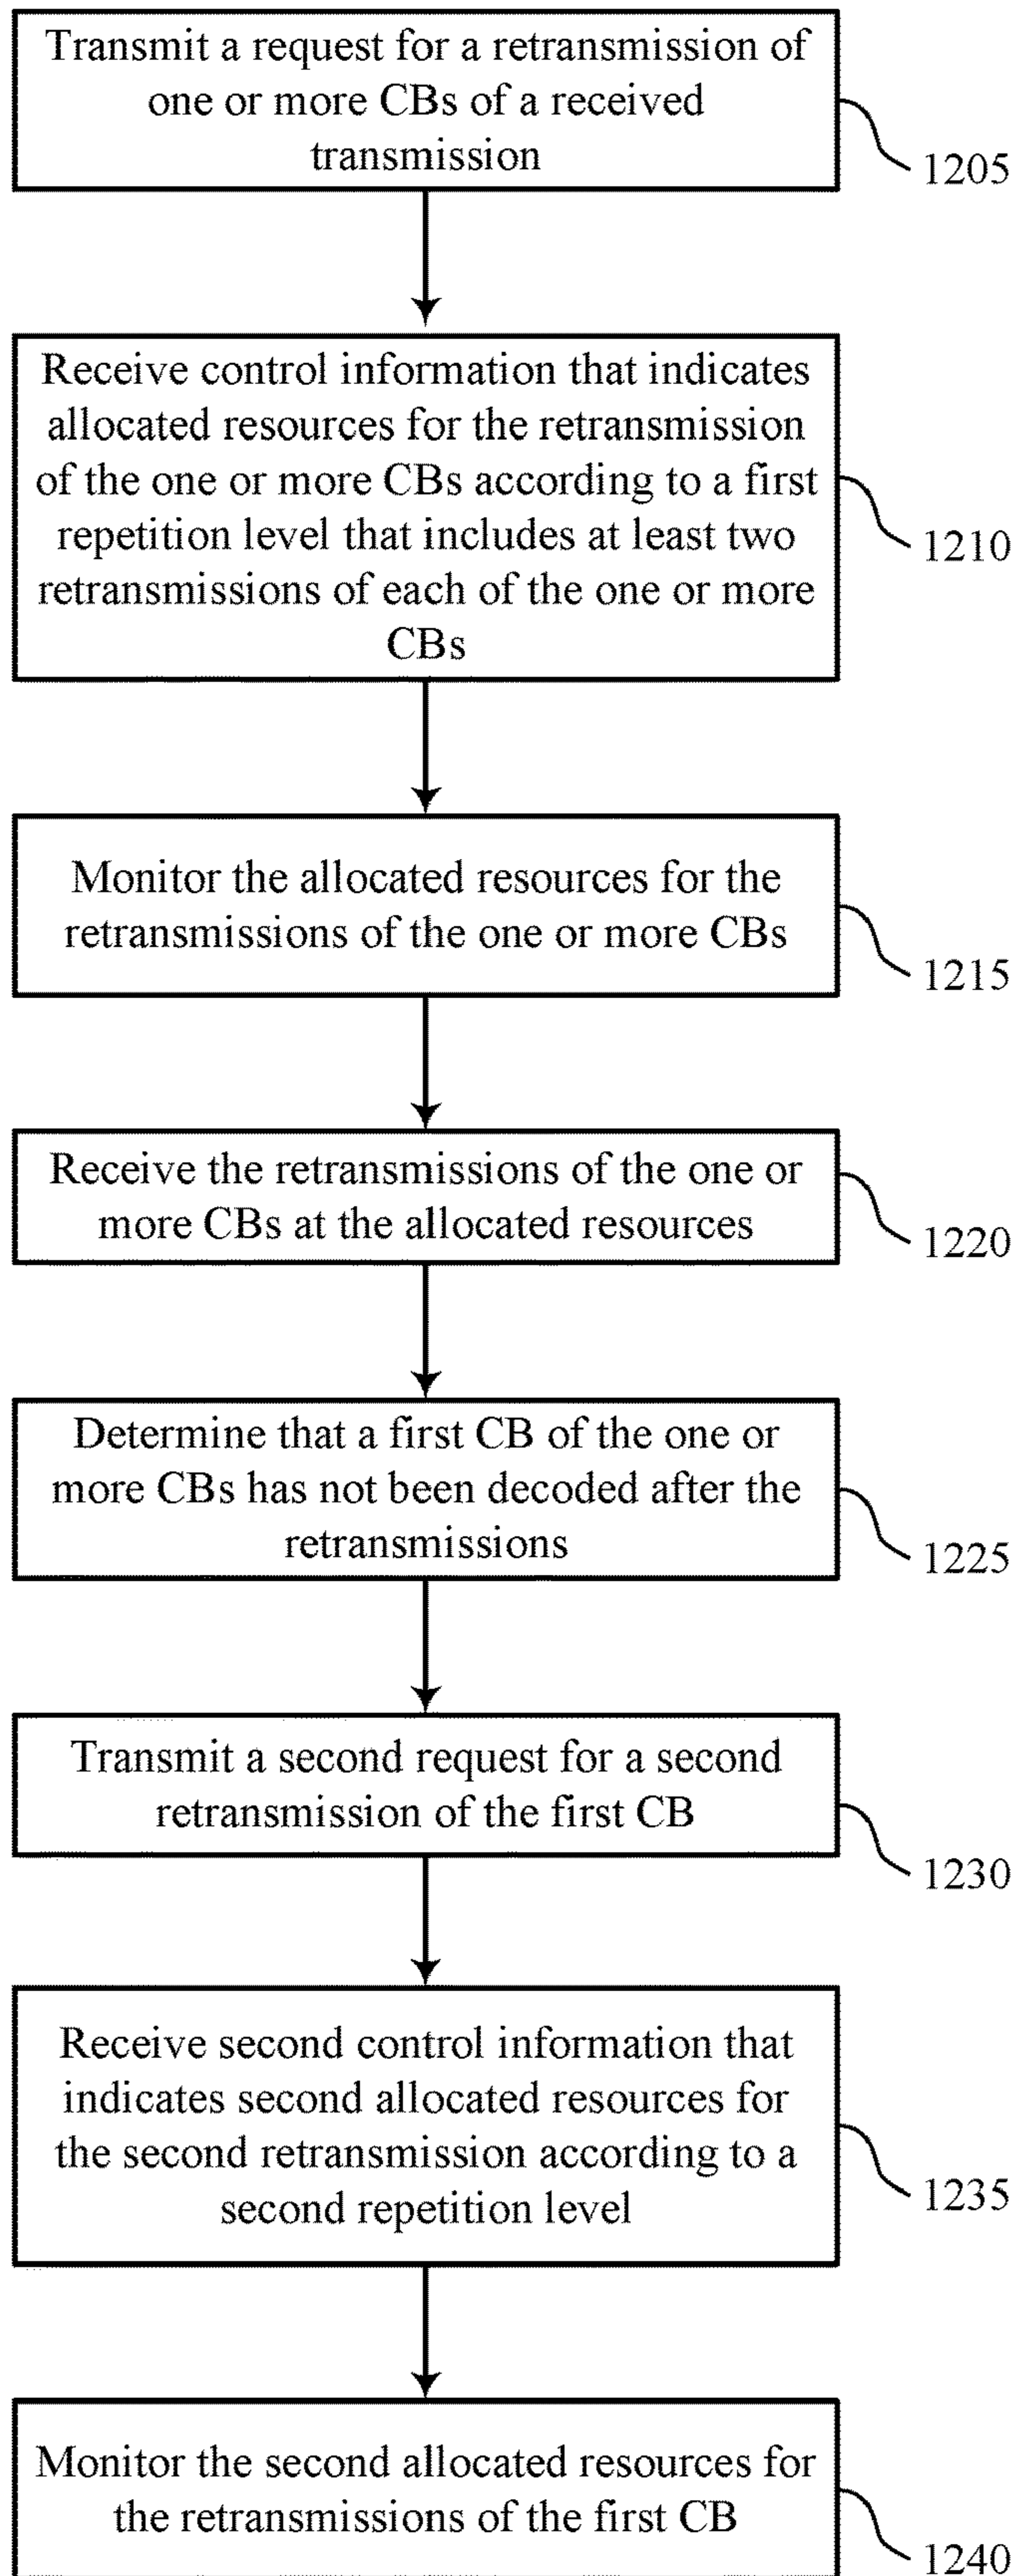 Transmit a request for a retransmission of
one or more CBs of a received
transmission
1205
Receive control information that indicates
allocated resources for the retransmission
of the one or more CBs according to a first
repetition level that includes at least two
retransmissions of each of the one or more
CBs
1210
Monitor the allocated resources for the
retransmissions of the one or more CBs
1215
Receive the retransmissions of the one or
more CBs at the allocated resources
1220
Determine that a first CB of the one or
more CBs has not been decoded after the
retransmissions
1225
Transmit a second request for a second
retransmission of the first CB
1230
Receive second control information that
indicates second allocated resources for
the second retransmission according to a
second repetition level
1235
Monitor the second allocated resources for
the retransmissions of the first CB
1240